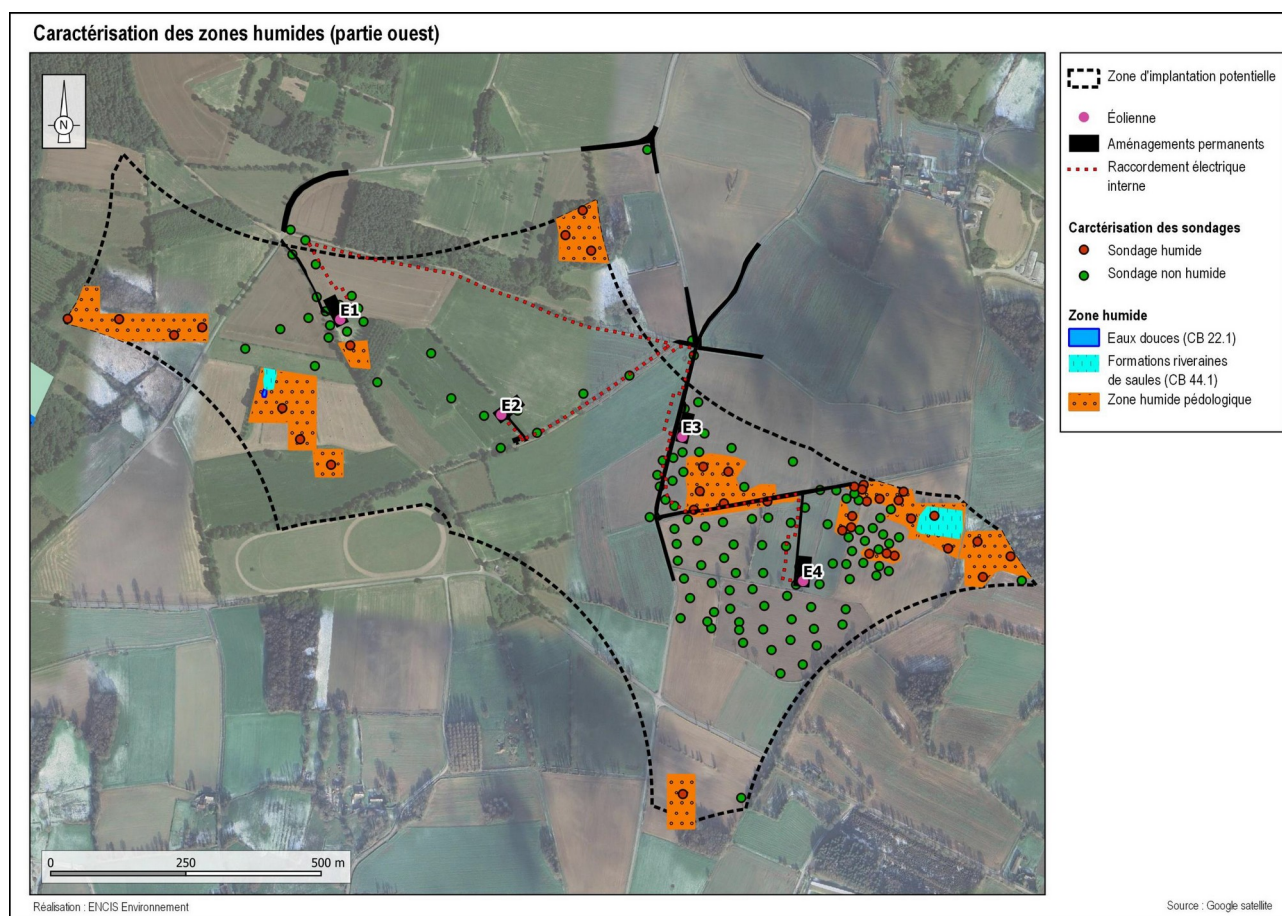 Caractérisation des zones humides (partie ouest)
N
E1
E2
E3
E4
0 250 500 m
Zone d'implantation potentielle
Éolienne
Aménagements permanents
Raccordement électrique
interne
Carctérisation des sondages
Sondage humide
Sondage non humide
Zone humide
Eaux douces (CB 22.1)
Formations riveraines
de saules (CB 44.1)
Zone humide pédologique
Réalisation : ENCIS Environnement
Source : Google satellite